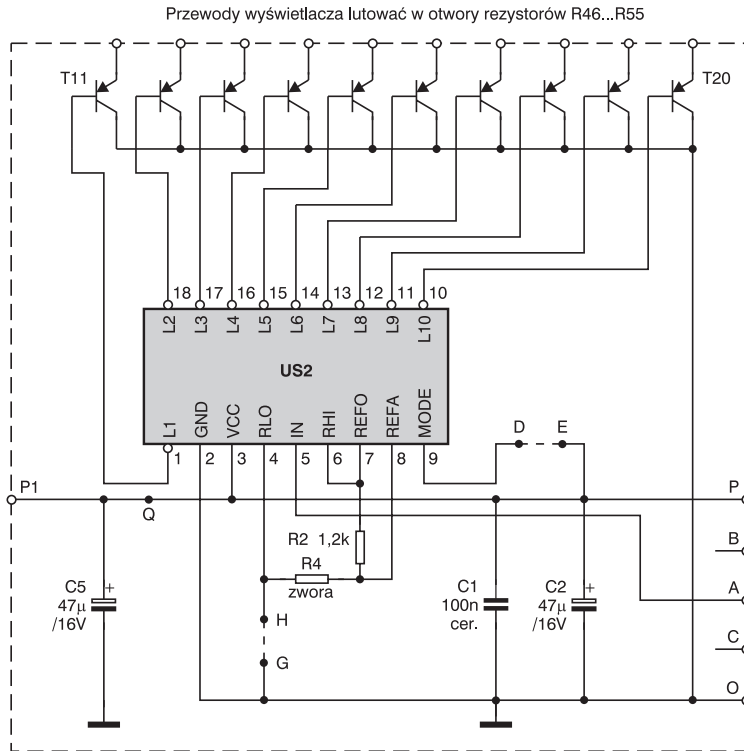 Przewody wyświetlacza lutować w otwory rezystorów R46...R55
T11
T20
18 17 16 15 14 13 12 11 10
L2 L3 L4 L5 L6 L7 L8 L9 L10
US2
L1 GND VCC RLO IN RHI REFO REFA MODE
1 2 3 4 5 6 7 8 9
D E
P1
P
Q
B
R2 1,2k
R4
zwora
A
C5
47µ
/16V
+
C1
100n
cer.
C2
47µ
/16V
+
H
C
G
O